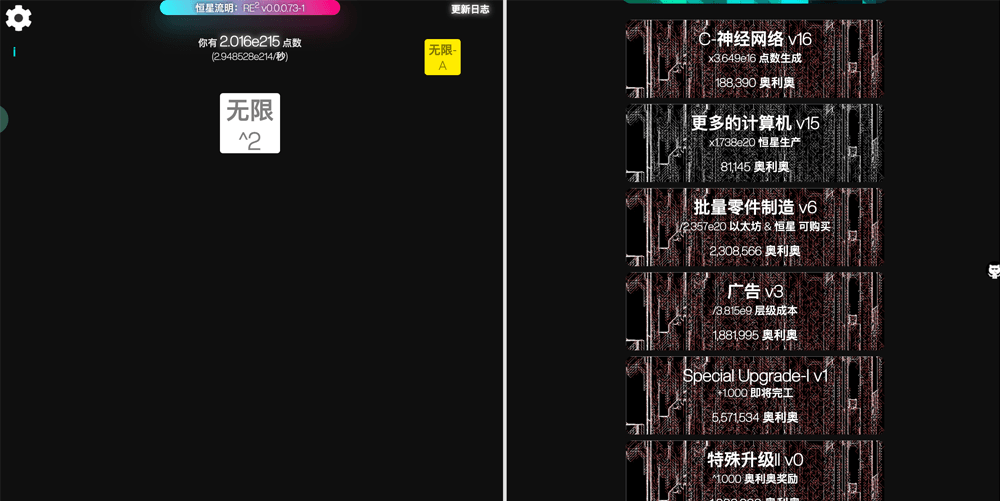 恒星流明：RE² v0.0.0.73-1
更新日志
你有 2.016e215 点数
(2.948528e214/秒)
无限-
A
无限
^2
C-神经网络 v16
x3.649e16 点数生成
188,390 奥利奥
更多的计算机 v15
x1.738e20 恒星生产
81,145 奥利奥
批量零件制造 v6
/2.357e20 以太坊 & 恒星 可购买
2,308,566 奥利奥
广告 v3
/3.815e9 层级成本
1,881,995 奥利奥
Special Upgrade-I v1
+1.000 即将完工
5,571,534 奥利奥
特殊升级II v0
^1.000 奥利奥奖励